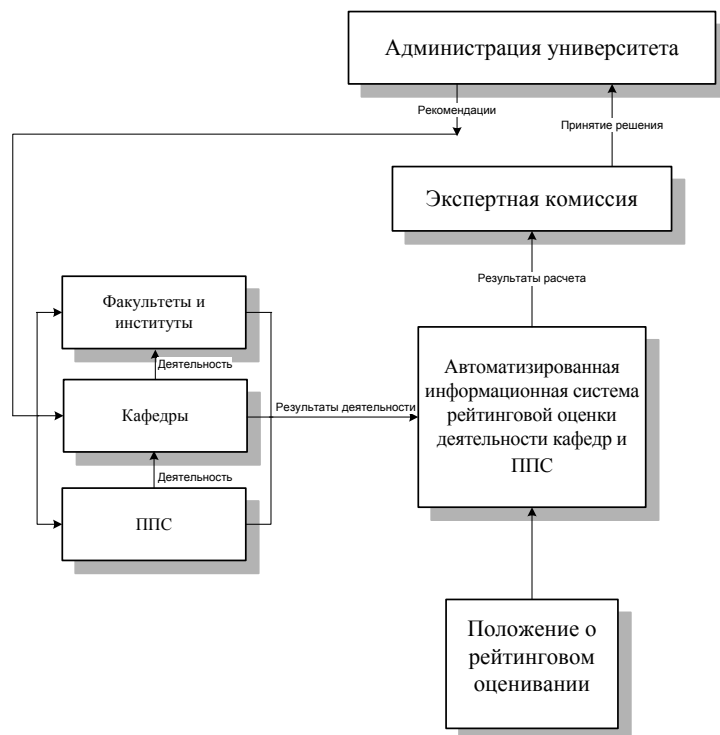 Администрация университета
Рекомендации
Принятие решения
Экспертная комиссия
Результаты расчета
Факультеты и
институты
Деятельность
Кафедры
Результаты деятельности
Деятельность
ППС
Автоматизированная
информационная система
рейтинговой оценки
деятельности кафедр и
ППС
Положение о
рейтинговом
оценивании